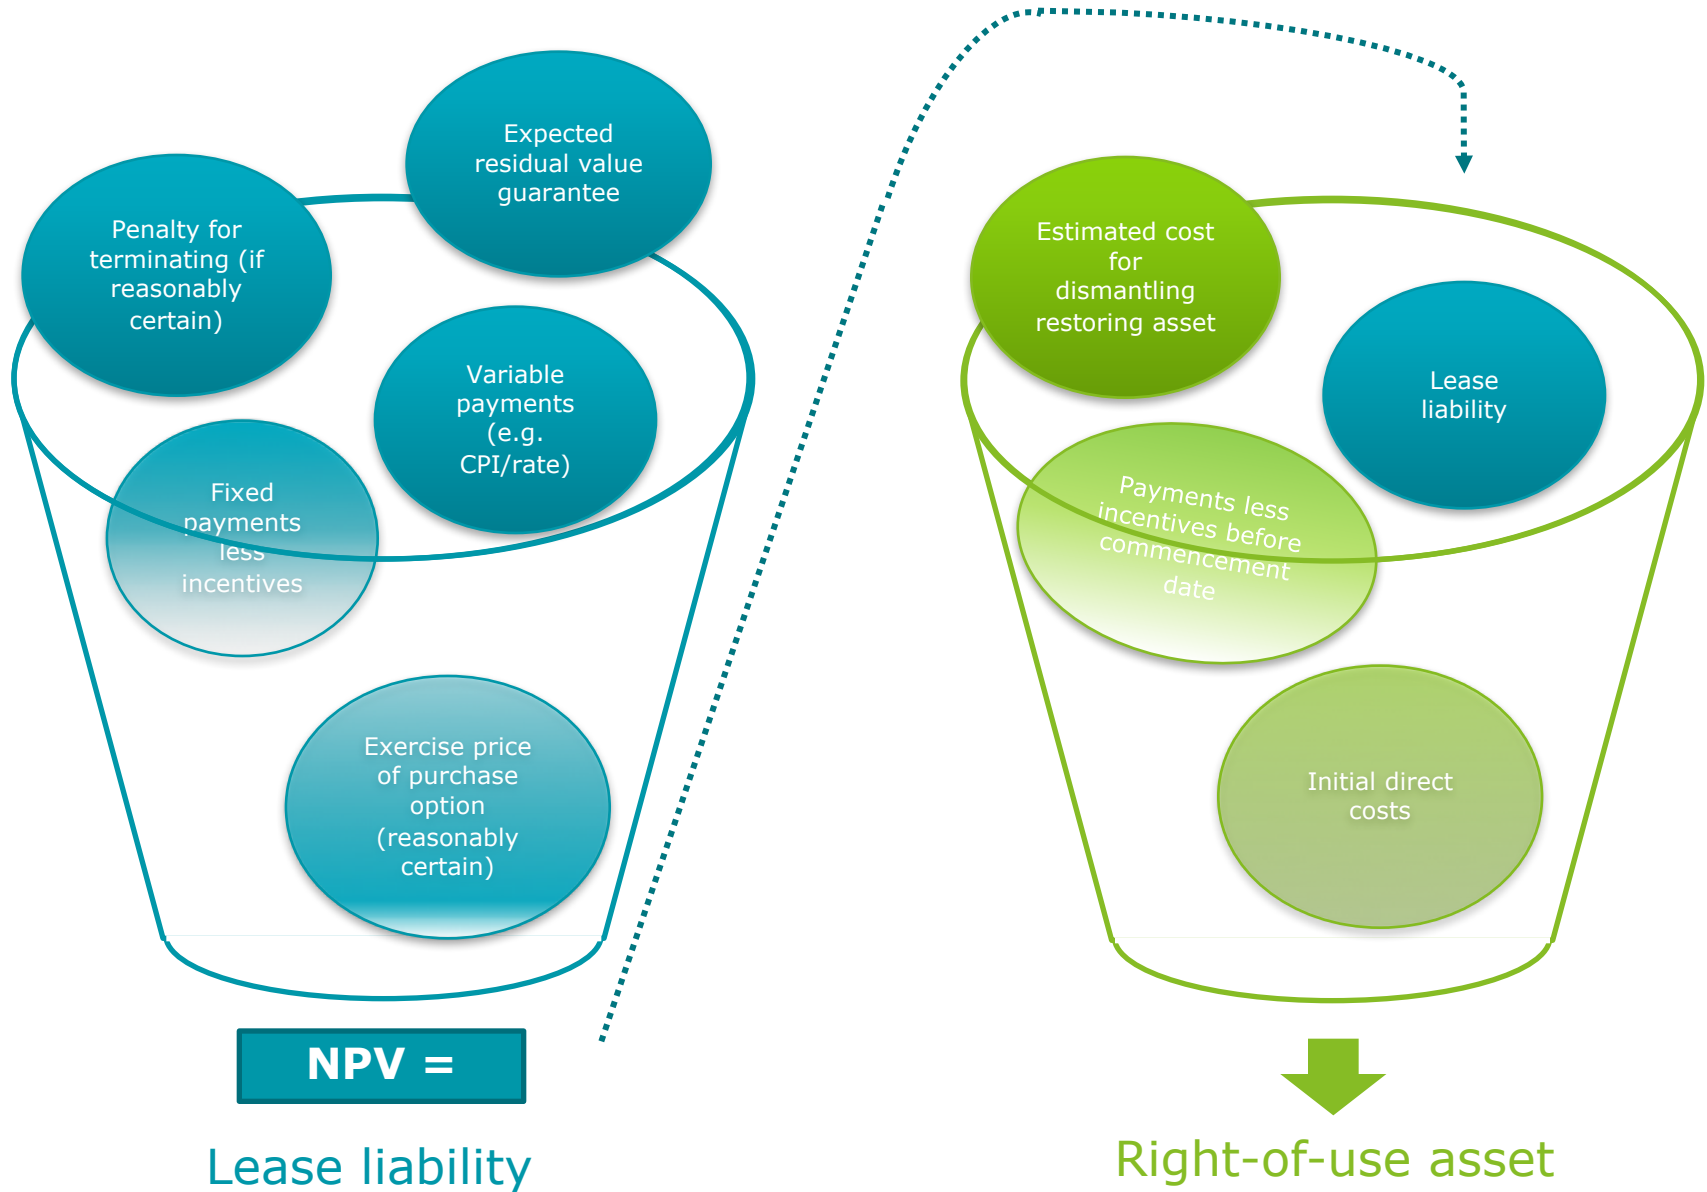 Expected
residual value
guarantee
Penalty for
terminating (if
reasonably
certain)
Variable
payments
(e.g.
CPI/rate)
Fixed
payments
less
incentives
Exercise price
of purchase
option
(reasonably
certain)
NPV =
Lease liability
Estimated cost
for
dismantling
restoring asset
Lease
liability
Payments less
incentives before
commencement
date
Initial direct
costs
Right-of-use asset